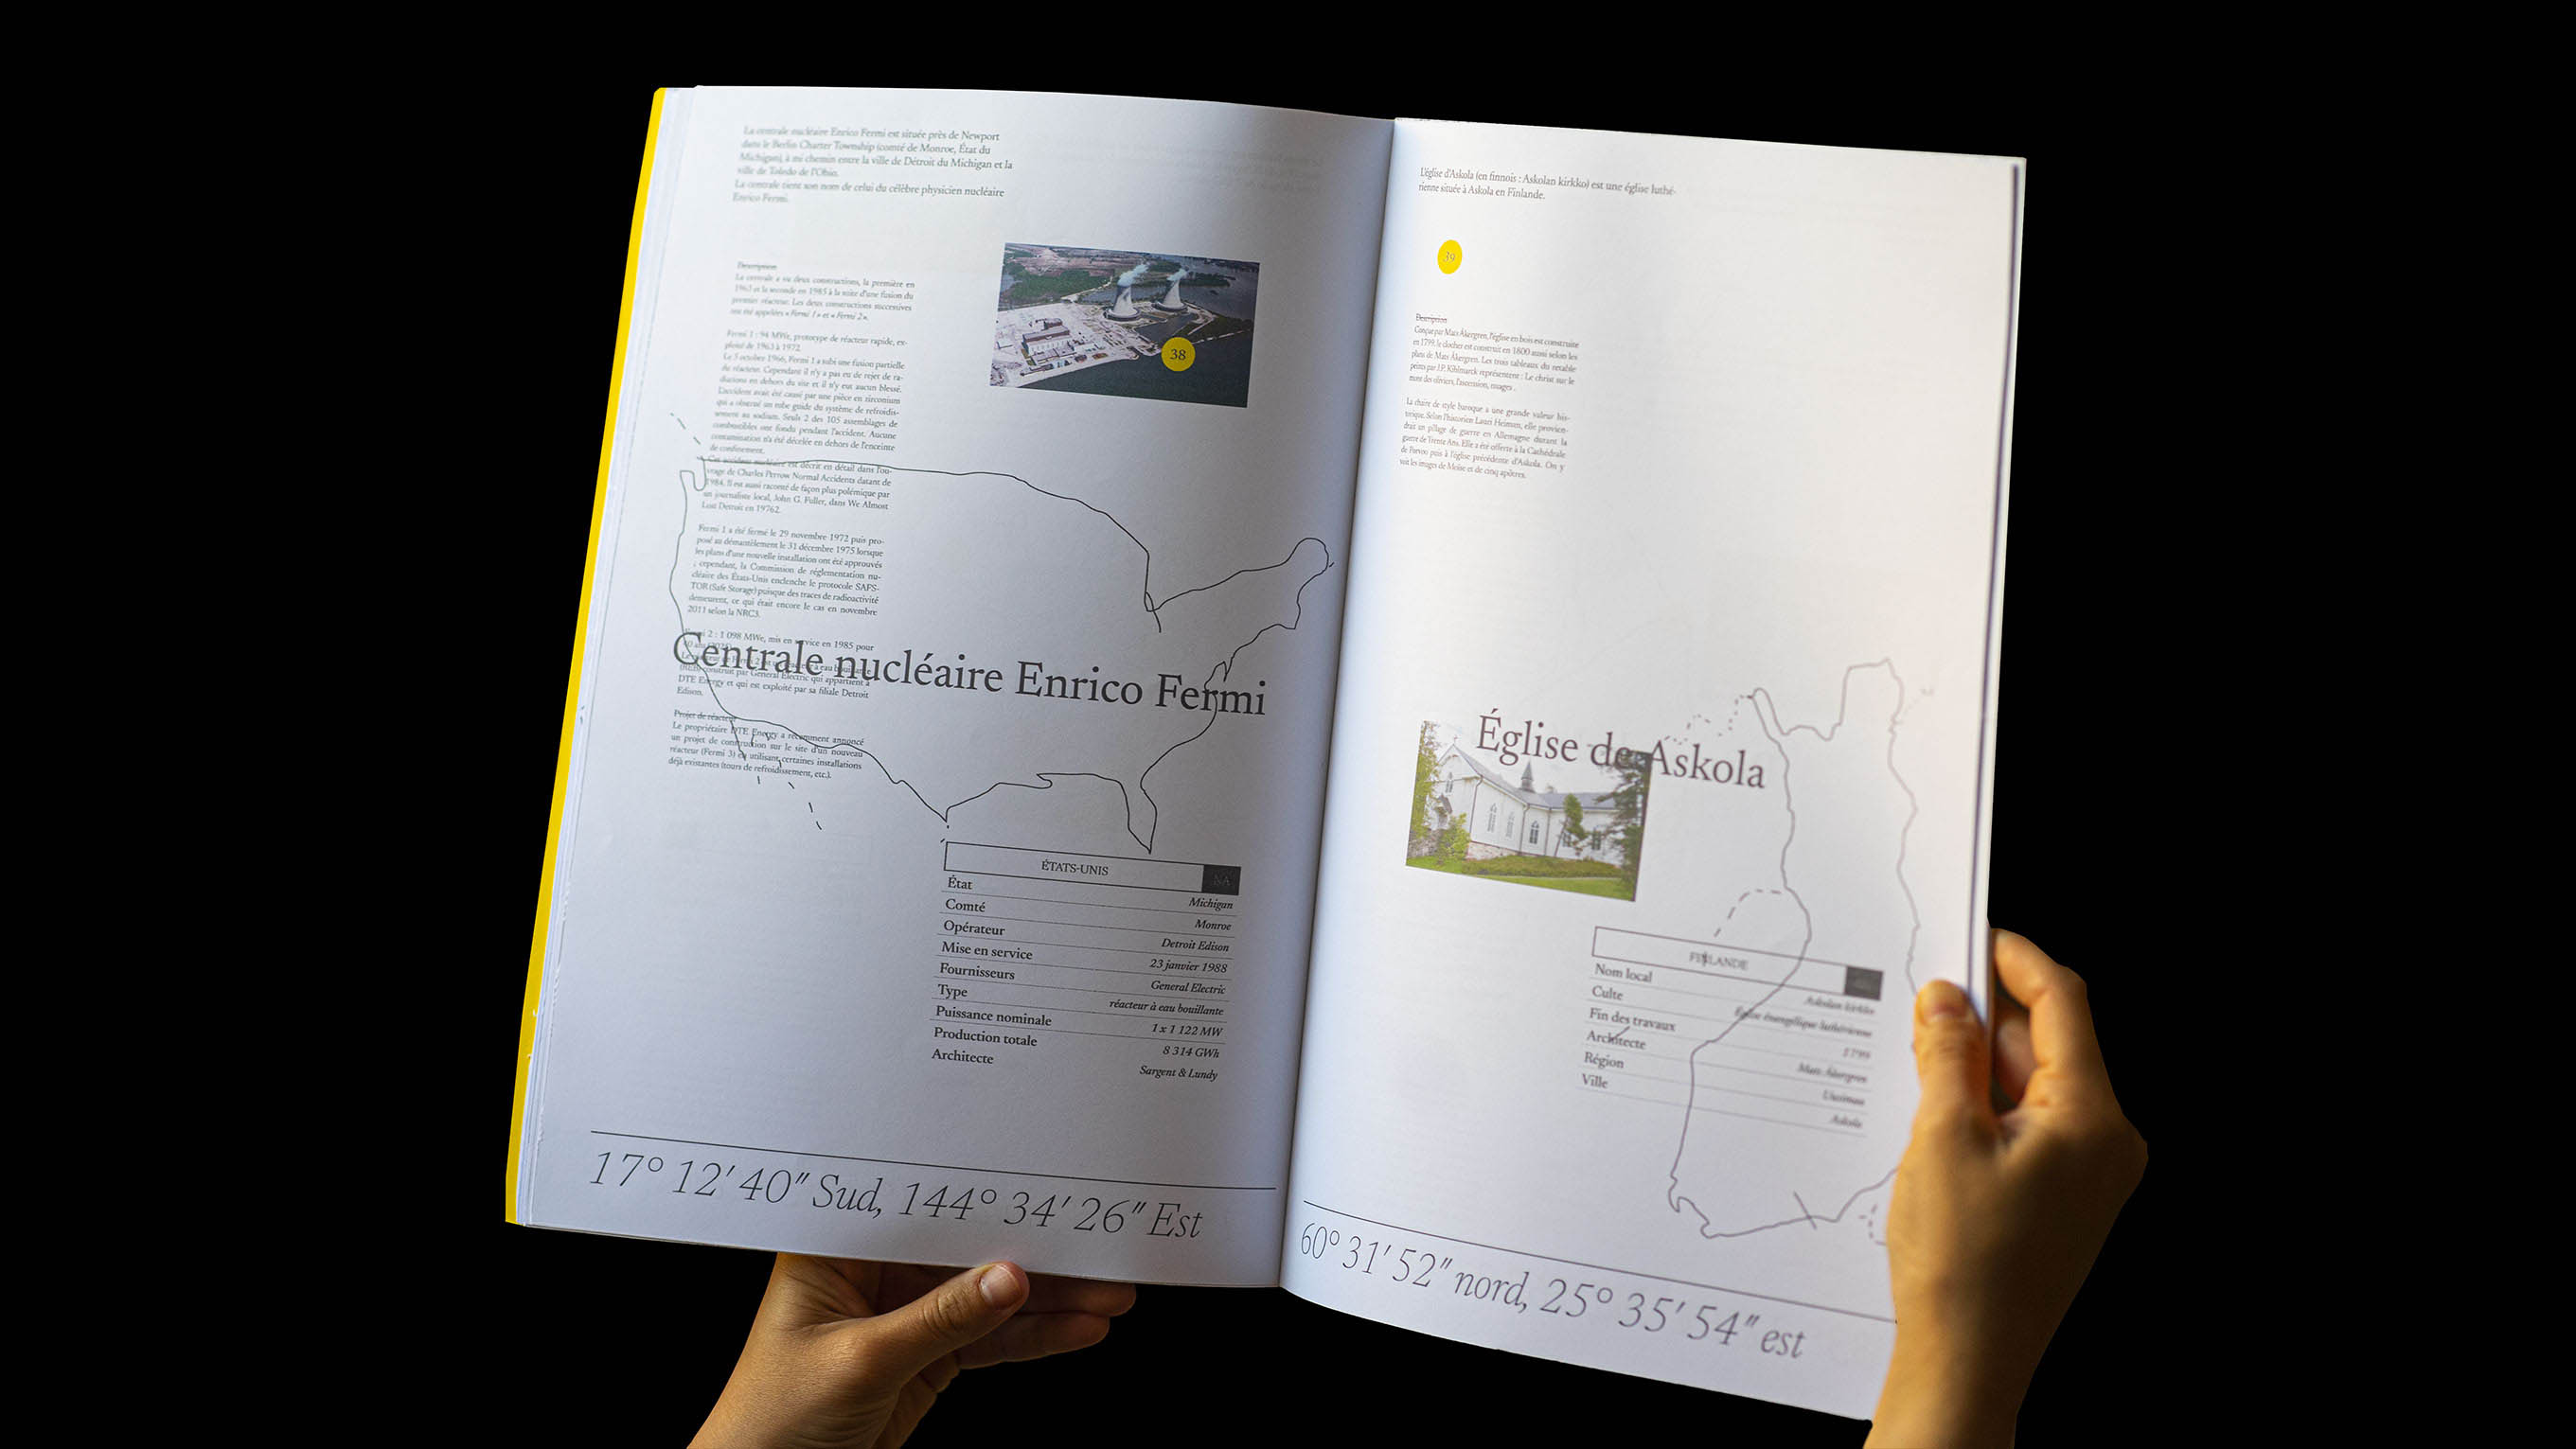 La centrale nucléaire Enrico Fermi est située près de Newport
dans le Berlin Charter Township (comté de Monroe, État du
Michigan), à mi chemin entre la ville de Détroit du Michigan et la
ville de Toledo de l'Ohio.
La centrale tient son nom de celui du célèbre physicien nucléaire
Enrico Fermi.
Description
La centrale a vu deux constructions, la première en
1963 et la seconde en 1985 à la suite d'une fusion du
premier réacteur. Les deux constructions successives
ont été appelées « Fermi 1 » et « Fermi 2 ».
Fermi 1 : 94 MWe, prototype de réacteur rapide, ex-
ploité de 1963 à 1972.
Le 5 octobre 1966, Fermi 1 a subi une fusion partielle
du réacteur. Cependant il n'y a pas eu de rejet de ra-
diations en dehors du site et il n'y eut aucun blessé.
L'accident avait été causé par une pièce en zirconium
qui a obstrué un tube guide du système de refroidis-
sement au sodium. Seuls 2 des 105 assemblages de
combustibles ont fondu pendant l'accident. Aucune
contamination n'a été décelée en dehors de l'enceinte
de confinement.
Cet accident nucléaire est décrit en détail dans l'ou-
vrage de Charles Perrow Normal Accidents datant de
1984. Il est aussi raconté de façon plus polémique par
un journaliste local, John G. Fuller, dans We Almost
Lost Detroit en 19762.
Fermi 1 a été fermé le 29 novembre 1972 puis pro-
posé au démantèlement le 31 décembre 1975 lorsque
les plans d'une nouvelle installation ont été approuvés
; cependant, la Commission de réglementation nu-
cléaire des États-Unis enclenche le protocole SAFS-
TOR (Safe Storage) puisque des traces de radioactivité
demeurent, ce qui était encore le cas en novembre
2011 selon la NRC3.
Fermi 2 : 1 098 MWe, mis en service en 1985 pour
construit par General Electric qui appartient à
DTE Energy et qui est exploité par sa filiale Detroit
Edison.
Projet de réacteur
Le propriétaire DTE Energy a récemment annoncé
un projet de construction sur le site d'un nouveau
réacteur (Fermi 3) en utilisant certaines installations
déjà existantes (tours de refroidissement, etc.).
38
Centrale nucléaire Enrico Fermi
ÉTATS-UNIS NA
État Michigan
Comté Monroe
Opérateur Detroit Edison
Mise en service 23 janvier 1988
Fournisseurs General Electric
Type réacteur à eau bouillante
Puissance nominale 1 x 1 122 MW
Production totale 8 314 GWh
Architecte Sargent & Lundy
17° 12′ 40″ Sud, 144° 34′ 26″ Est
L'église d'Askola (en finnois : Askolan kirkko) est une église luthé-
rienne située à Askola en Finlande.
39
Description
Conçue par Mats Åkergren, l'église en bois est construite
en 1799. le clocher est construit en 1800 aussi selon les
plans de Mats Åkergren. Les trois tableaux du retable
peints par J.P. Kihlmarck représentent : Le christ sur le
mont des oliviers, l'ascension, nuages .
La chaire de style baroque a une grande valeur his-
torique. Selon l'historien Lauri Heiman, elle provien-
drait un pillage de guerre en Allemagne durant la
guerre de Trente Ans. Elle a été offerte à la Cathédrale
de Porvoo puis à l'église précédente d'Askola. On y
voit les images de Moïse et de cinq apôtres.
Église de Askola
FINLANDE
Nom local Askolan kirkko
Culte Église évangélique luthérienne
Fin des travaux 1799
Architecte Mats Åkergren
Région Uusimaa
Ville Askola
60° 31′ 52″ nord, 25° 35′ 54″ est